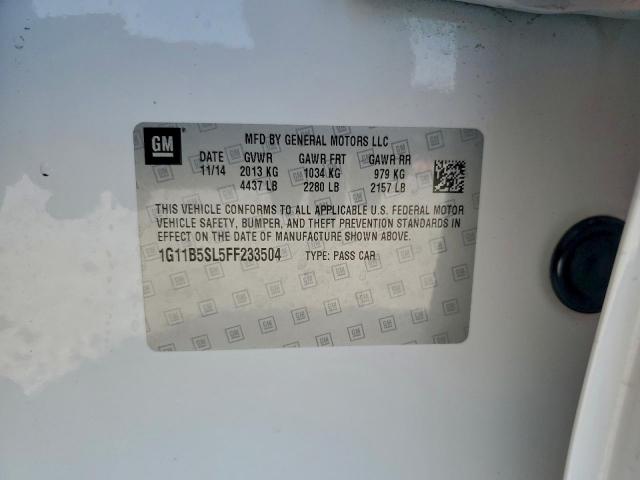 GM
MFD BY GENERAL MOTORS LLC
DATE GVWR GAWR FRT GAWR RR
11/14 2013 KG 1034 KG 979 KG
4437 LB 2280 LB 2157 LB
THIS VEHICLE CONFORMS TO ALL APPLICABLE U.S. FEDERAL MOTOR
VEHICLE SAFETY, BUMPER, AND THEFT PREVENTION STANDARDS IN
EFFECT ON THE DATE OF MANUFACTURE SHOWN ABOVE.
1G11B5SL5FF233504 TYPE: PASS CAR